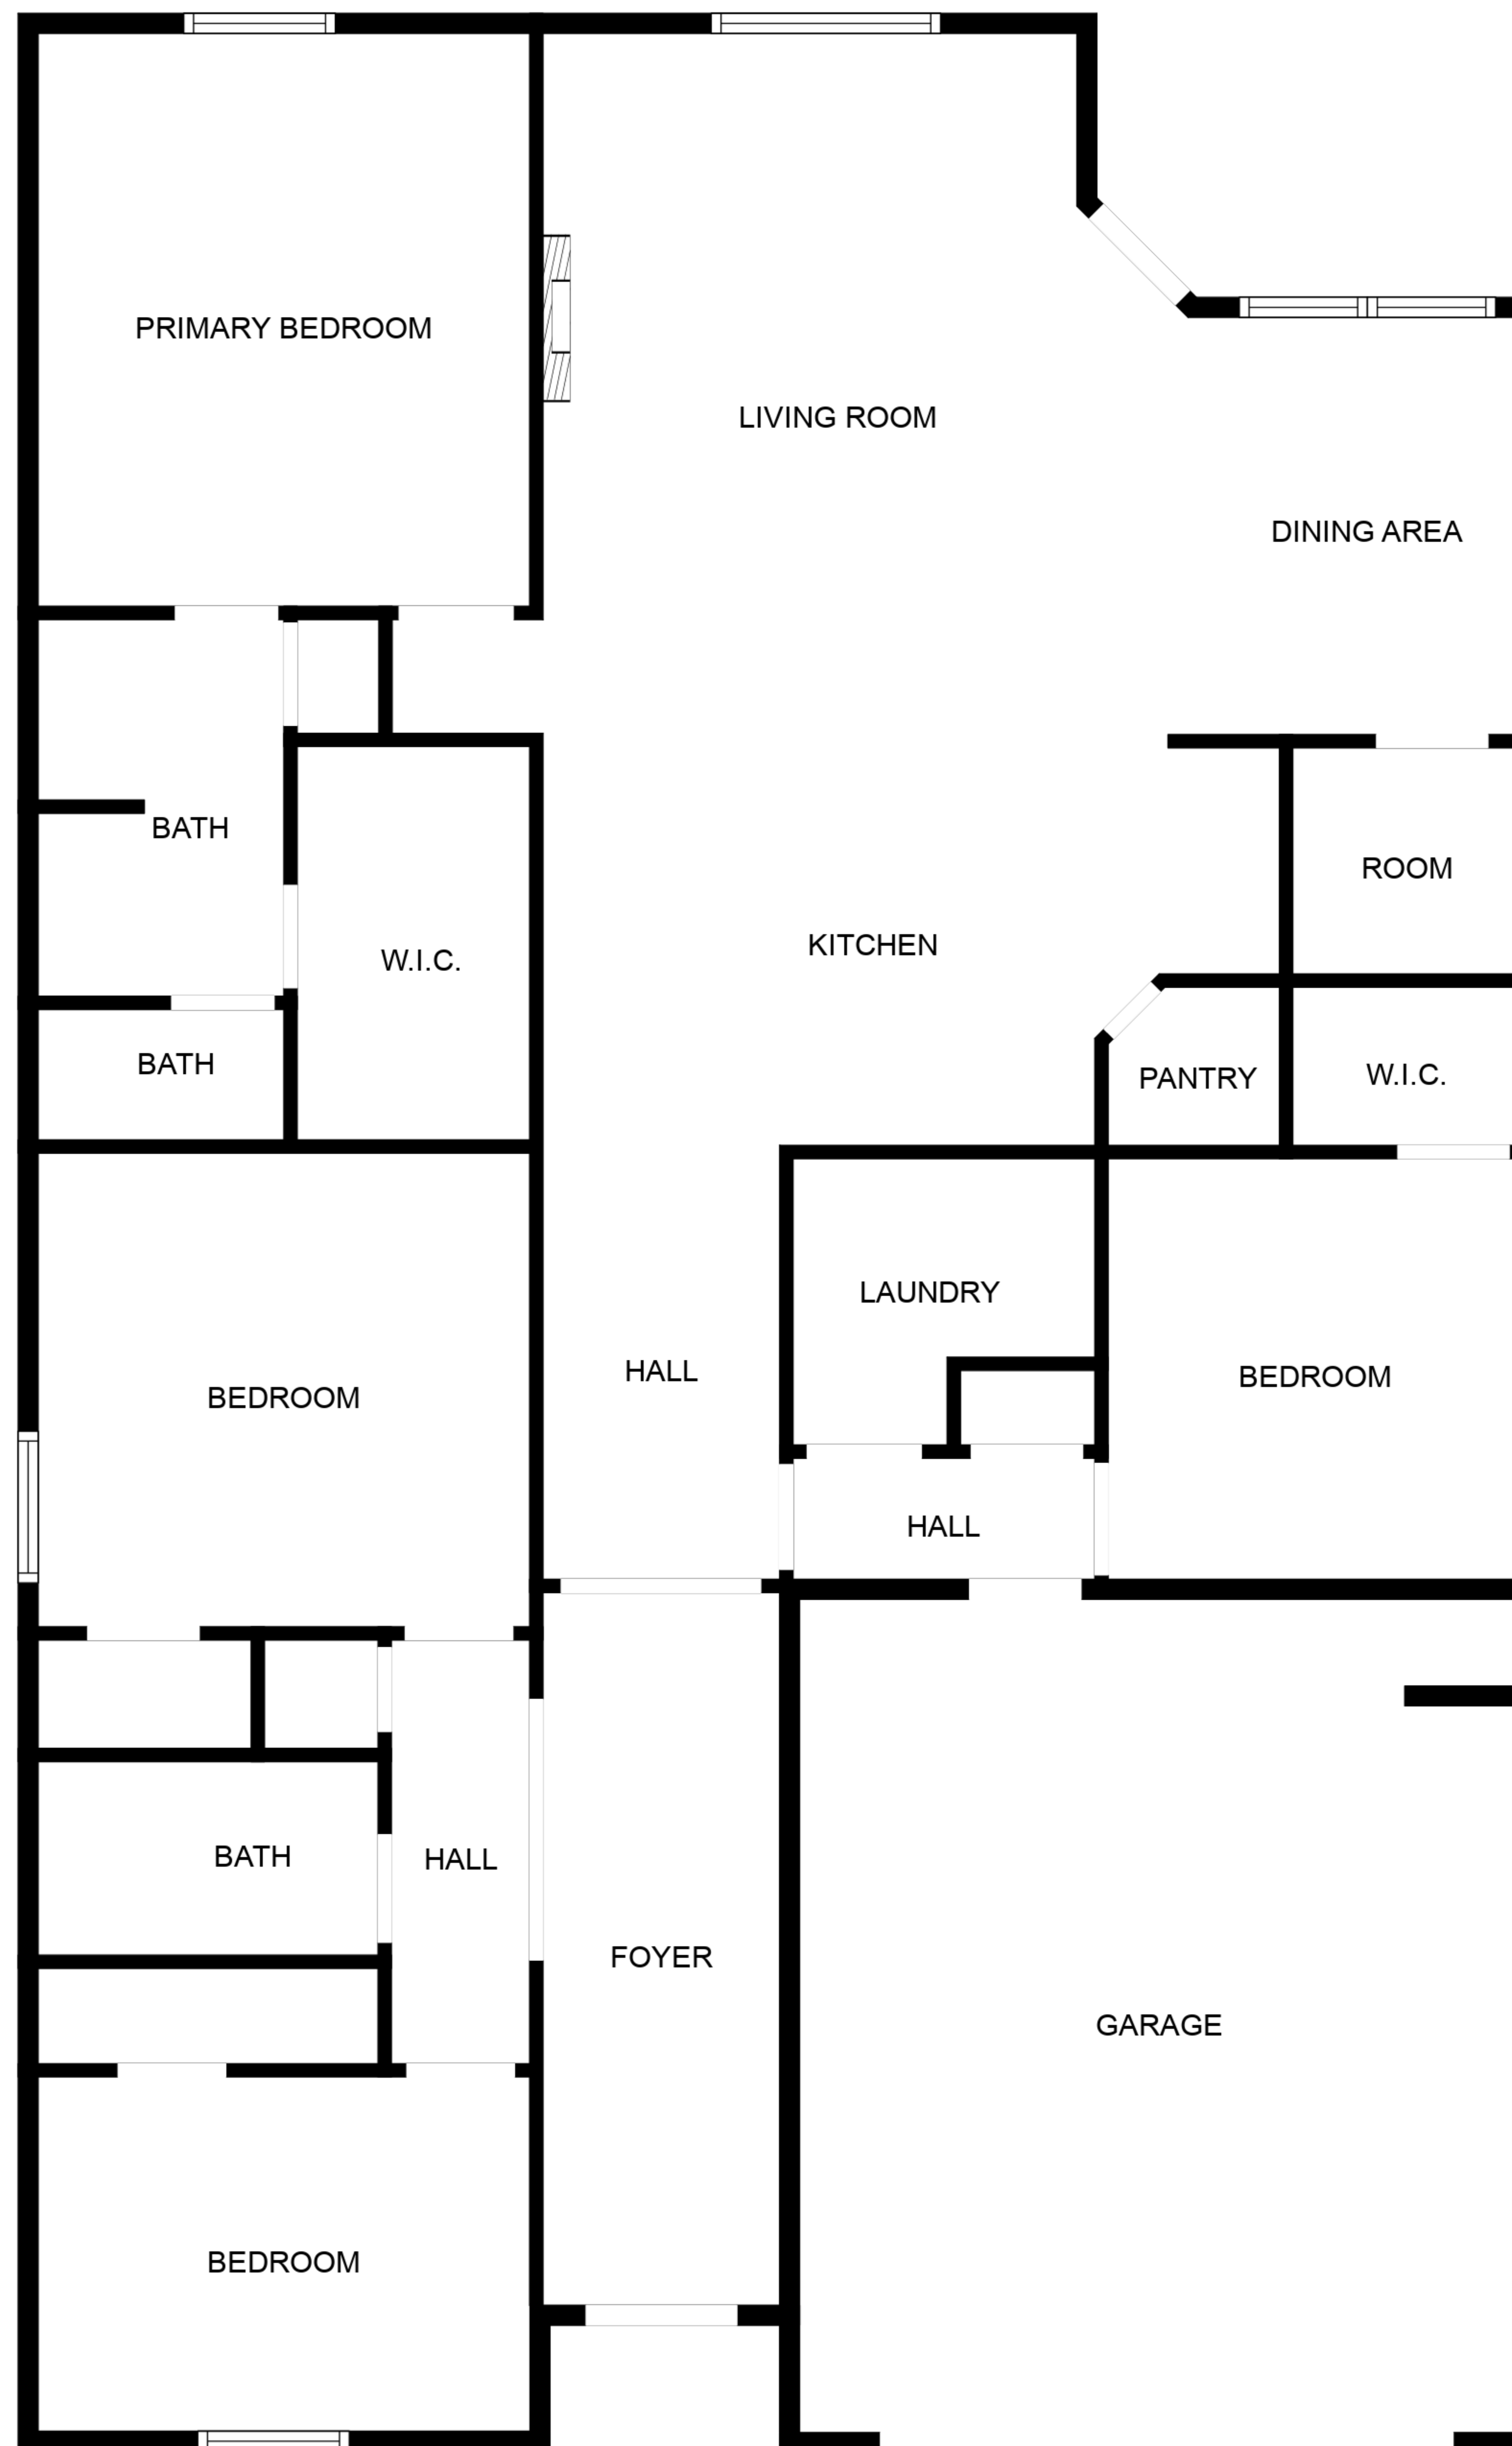 PRIMARY BEDROOM
LIVING ROOM
DINING AREA
BATH
ROOM
KITCHEN
W.I.C.
BATH
PANTRY
W.I.C.
LAUNDRY
HALL
BEDROOM
BEDROOM
HALL
BATH
HALL
FOYER
GARAGE
BEDROOM